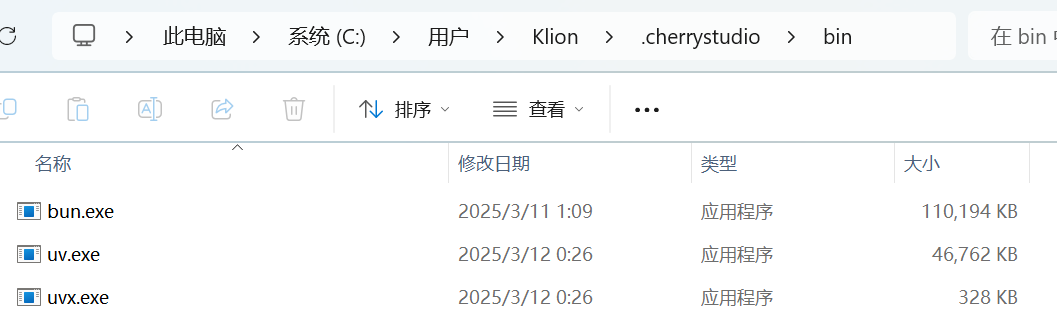 此电脑 > 系统 (C:) > 用户 > Klion > .cherrystudio > bin
在 bin 中
排序 查看
名称 修改日期 类型 大小
bun.exe 2025/3/11 1:09 应用程序 110,194 KB
uv.exe 2025/3/12 0:26 应用程序 46,762 KB
uvx.exe 2025/3/12 0:26 应用程序 328 KB